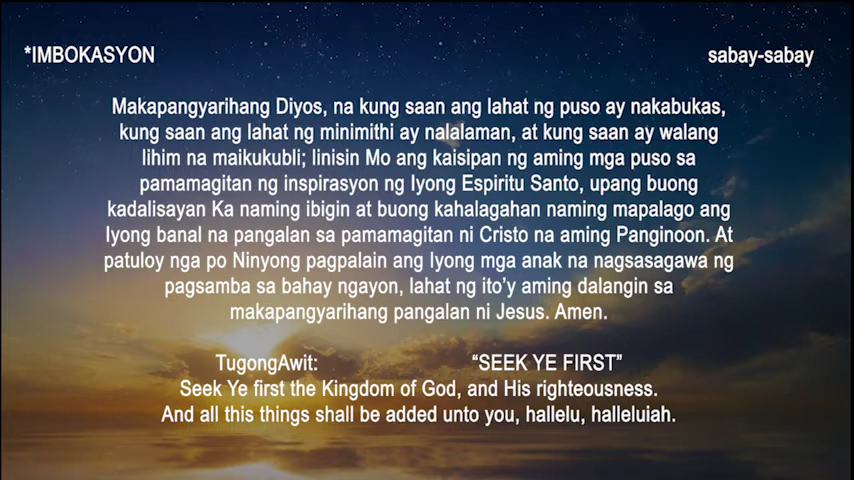 *IMBOKASYON sabay-sabay
Makapangyarihang Diyos, na kung saan ang lahat ng puso ay nakabukas,
kung saan ang lahat ng minimithi ay nalalaman, at kung saan ay walang
lihim na maikukubli; linisin Mo ang kaisipan ng aming mga puso sa
pamamagitan ng inspirasyon ng Iyong Espiritu Santo, upang buong
kadalisayan Ka naming ibigin at buong kahalagahan naming mapalago ang
Iyong banal na pangalan sa pamamagitan ni Cristo na aming Panginoon. At
patuloy nga po Ninyong pagpalain ang Iyong mga anak na nagsasagawa ng
pagsamba sa bahay ngayon, lahat ng ito’y aming dalangin sa
makapangyarihang pangalan ni Jesus. Amen.
TugongAwit: “SEEK YE FIRST”
Seek Ye first the Kingdom of God, and His righteousness.
And all this things shall be added unto you, hallelu, halleluiah.